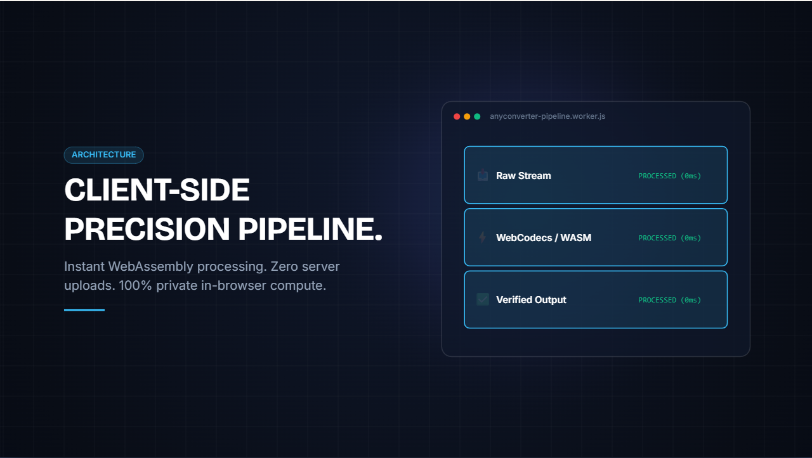 ARCHITECTURE
CLIENT-SIDE
PRECISION PIPELINE.
Instant WebAssembly processing. Zero server
uploads. 100% private in-browser compute.
anyconverter-pipeline.worker.js
Raw Stream PROCESSED (0ms)
WebCodecs / WASM PROCESSED (0ms)
Verified Output PROCESSED (0ms)